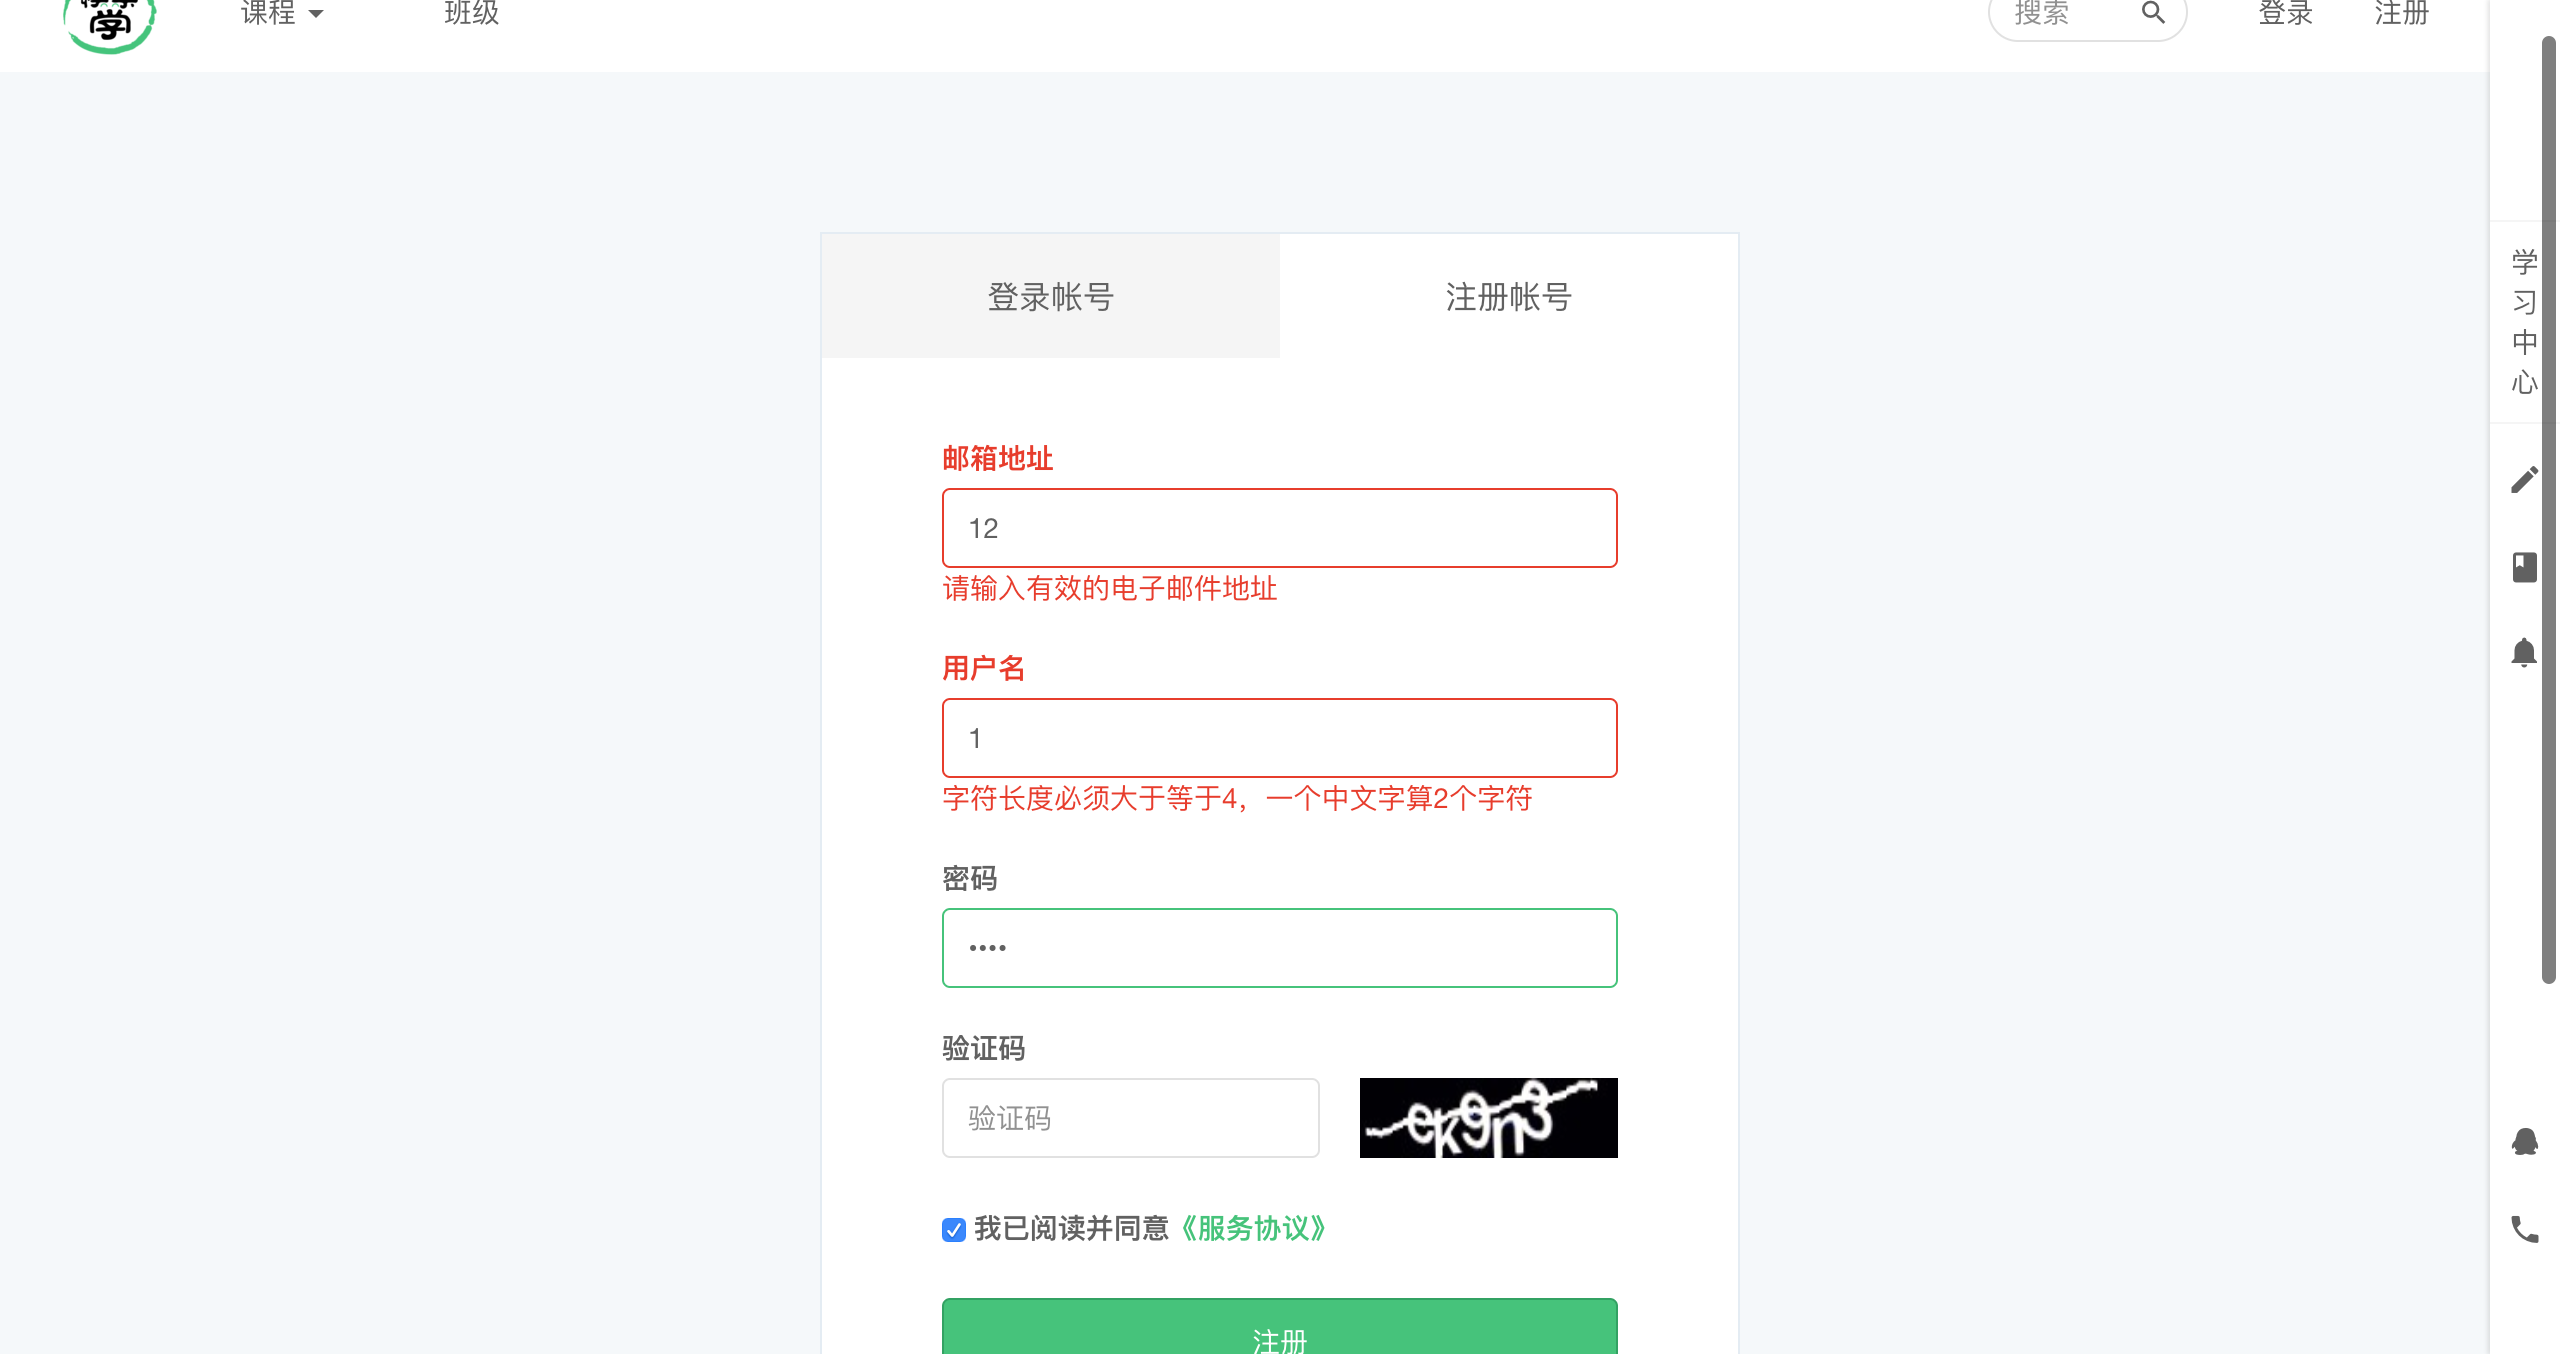 学
课程
班级
搜索
登录
注册
登录帐号
注册帐号
邮箱地址
12
请输入有效的电子邮件地址
用户名
1
字符长度必须大于等于4，一个中文字算2个字符
密码
••••
验证码
验证码
ek9n3
我已阅读并同意《服务协议》
注册
学
习
中
心